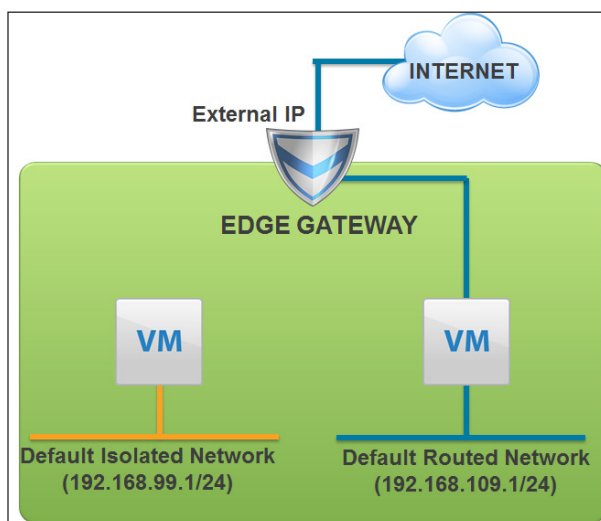 INTERNET
External IP
EDGE GATEWAY
VM
VM
Default Isolated Network
(192.168.99.1/24)
Default Routed Network
(192.168.109.1/24)